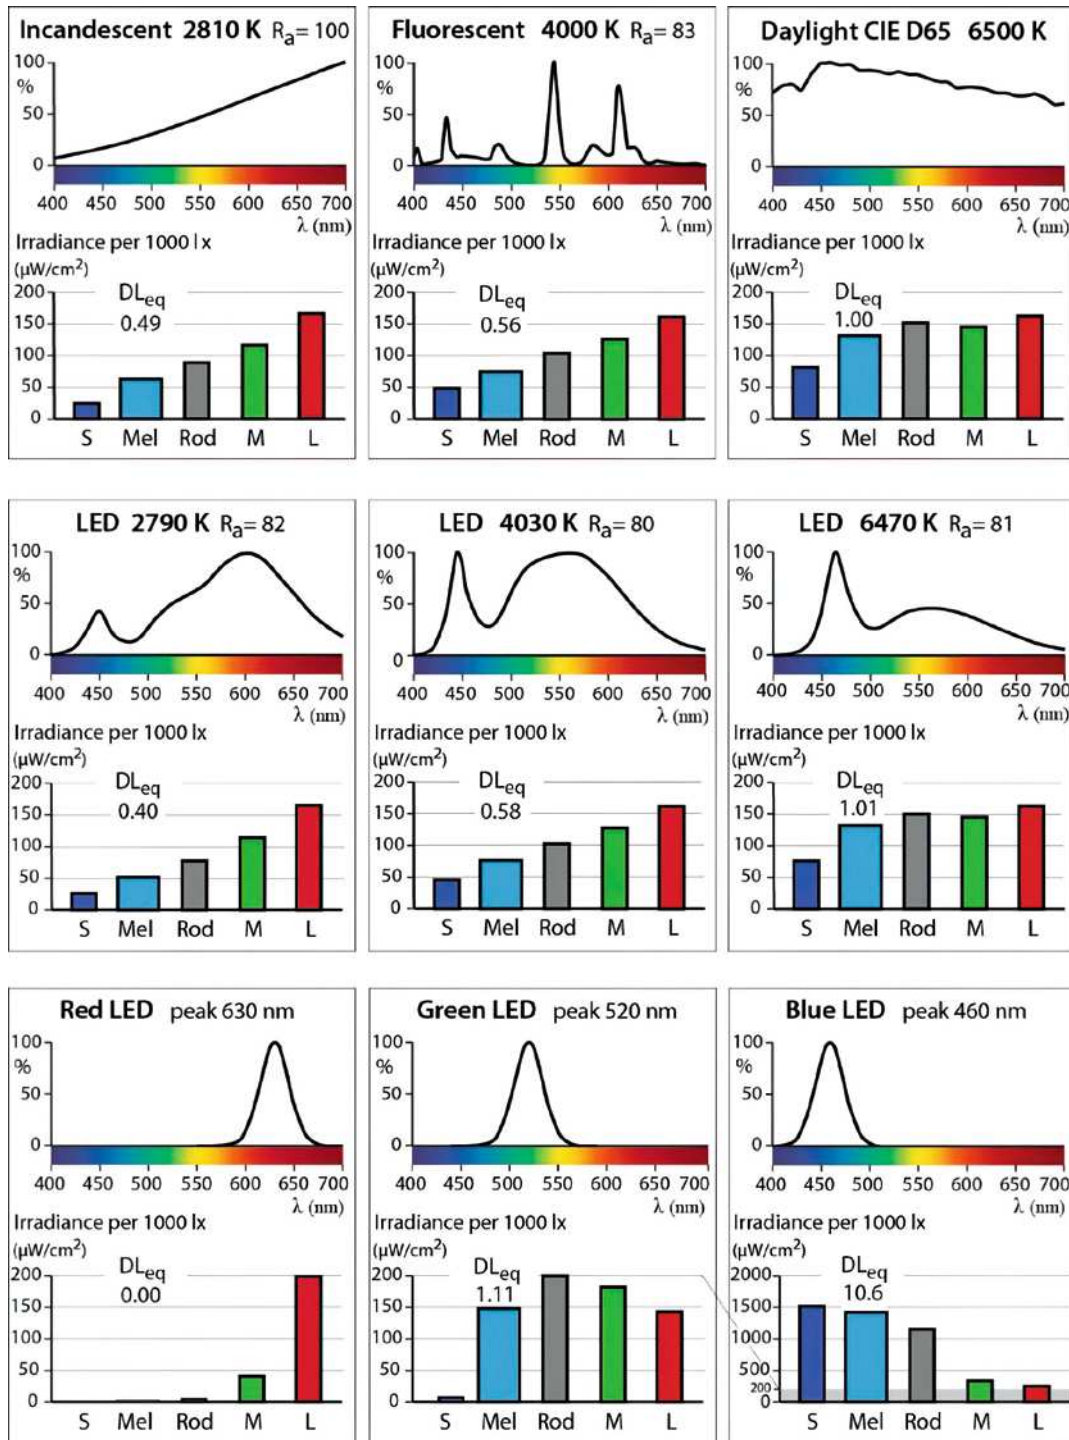 Incandescent 2810 K Ra= 100
100
%
50
0
400 450 500 550 600 650 700
λ (nm)
Irradiance per 1000 lx
(μW/cm²)
200
150
100
50
0
DLeq
0.49
S Mel Rod M L
Fluorescent 4000 K Ra= 83
100
%
50
0
400 450 500 550 600 650 700
λ (nm)
Irradiance per 1000 lx
(μW/cm²)
200
150
100
50
0
DLeq
0.56
S Mel Rod M L
Daylight CIE D65 6500 K
100
%
50
0
400 450 500 550 600 650 700
λ (nm)
Irradiance per 1000 lx
(μW/cm²)
200
150
100
50
0
DLeq
1.00
S Mel Rod M L
LED 2790 K Ra= 82
100
%
50
0
400 450 500 550 600 650 700
λ (nm)
Irradiance per 1000 lx
(μW/cm²)
200
150
100
50
0
DLeq
0.40
S Mel Rod M L
LED 4030 K Ra= 80
100
%
50
0
400 450 500 550 600 650 700
λ (nm)
Irradiance per 1000 lx
(μW/cm²)
200
150
100
50
0
DLeq
0.58
S Mel Rod M L
LED 6470 K Ra= 81
100
%
50
0
400 450 500 550 600 650 700
λ (nm)
Irradiance per 1000 lx
(μW/cm²)
200
150
100
50
0
DLeq
1.01
S Mel Rod M L
Red LED peak 630 nm
100
%
50
0
400 450 500 550 600 650 700
λ (nm)
Irradiance per 1000 lx
(μW/cm²)
200
150
100
50
0
DLeq
0.00
S Mel Rod M L
Green LED peak 520 nm
100
%
50
0
400 450 500 550 600 650 700
λ (nm)
Irradiance per 1000 lx
(μW/cm²)
200
150
100
50
0
DLeq
1.11
S Mel Rod M L
Blue LED peak 460 nm
100
%
50
0
400 450 500 550 600 650 700
λ (nm)
Irradiance per 1000 lx
(μW/cm²)
2000
1500
1000
500
200
0
DLeq
10.6
S Mel Rod M L